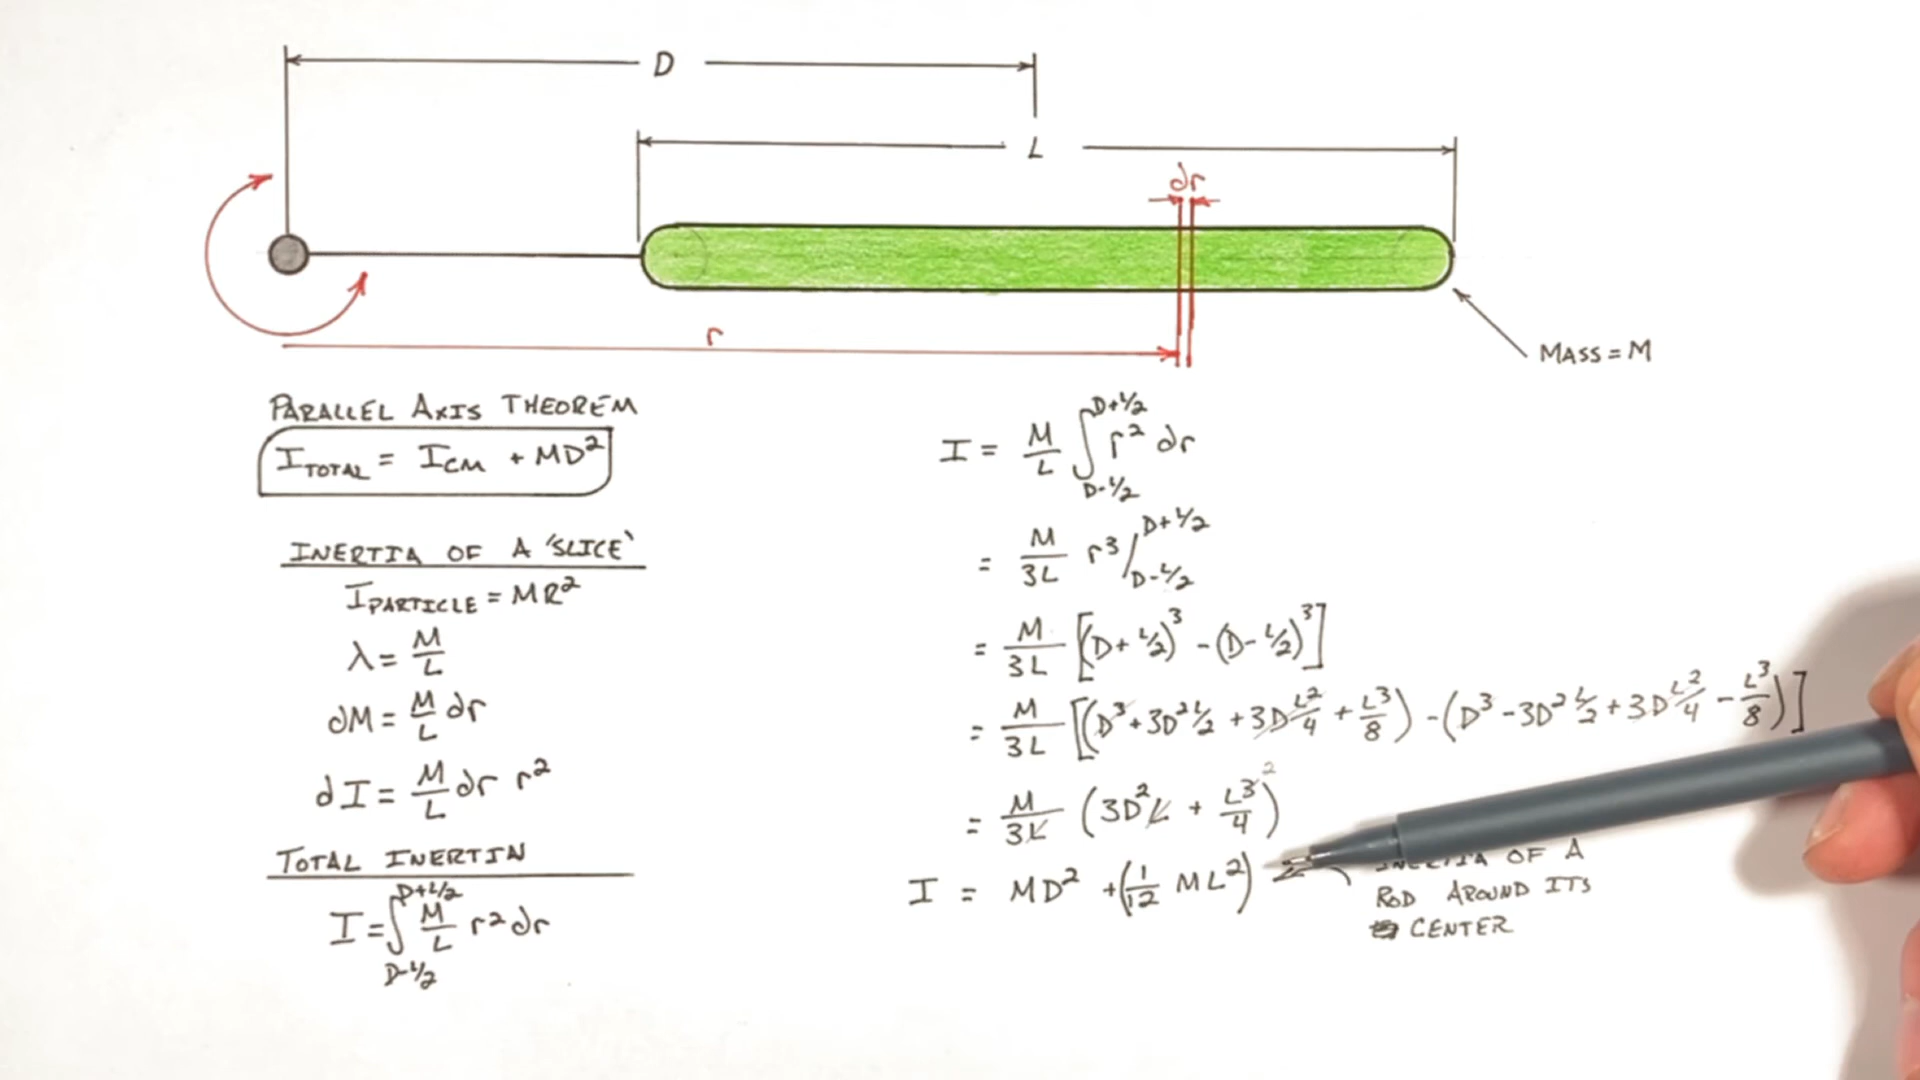 D
L
dr
r
MASS = M
PARALLEL AXIS THEOREM
I_TOTAL = I_CM + MD²
INERTIA OF A 'SLICE'
I_PARTICLE = MR²
λ = M/L
dM = M/L dr
dI = M/L dr r²
TOTAL INERTIA
I = ∫_{D-L/2}^{D+L/2} M/L r² dr
I = M/L ∫_{D-L/2}^{D+L/2} r² dr
= M/3L r³ /_{D-L/2}^{D+L/2}
= M/3L [(D + L/2)³ - (D - L/2)³]
= M/3L [(D³ + 3D² L/2 + 3D L²/4 + L³/8) - (D³ - 3D² L/2 + 3D L²/4 - L³/8)]
= M/3L (3D²L + L³/4) 2
I = MD² + (1/12 ML²)
INERTIA OF A
ROD AROUND ITS
CENTER